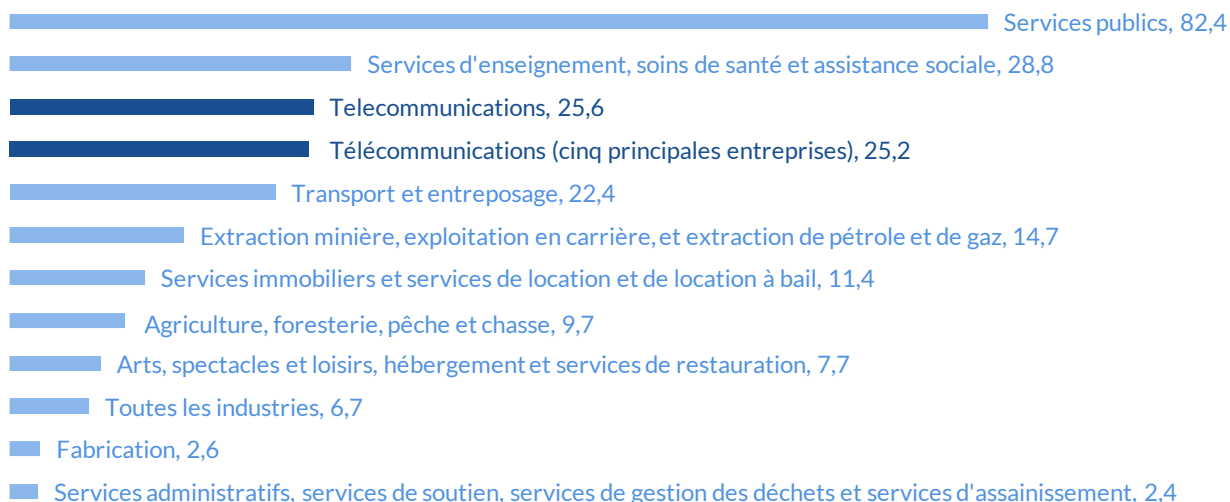 Services publics, 82,4
Services d'enseignement, soins de santé et assistance sociale, 28,8
Telecommunications, 25,6
Télécommunications (cinq principales entreprises), 25,2
Transport et entreposage, 22,4
Extraction minière, exploitation en carrière, et extraction de pétrole et de gaz, 14,7
Services immobiliers et services de location et de location à bail, 11,4
Agriculture, foresterie, pêche et chasse, 9,7
Arts, spectacles et loisirs, hébergement et services de restauration, 7,7
Toutes les industries, 6,7
Fabrication, 2,6
Services administratifs, services de soutien, services de gestion des déchets et services d'assainissement, 2,4